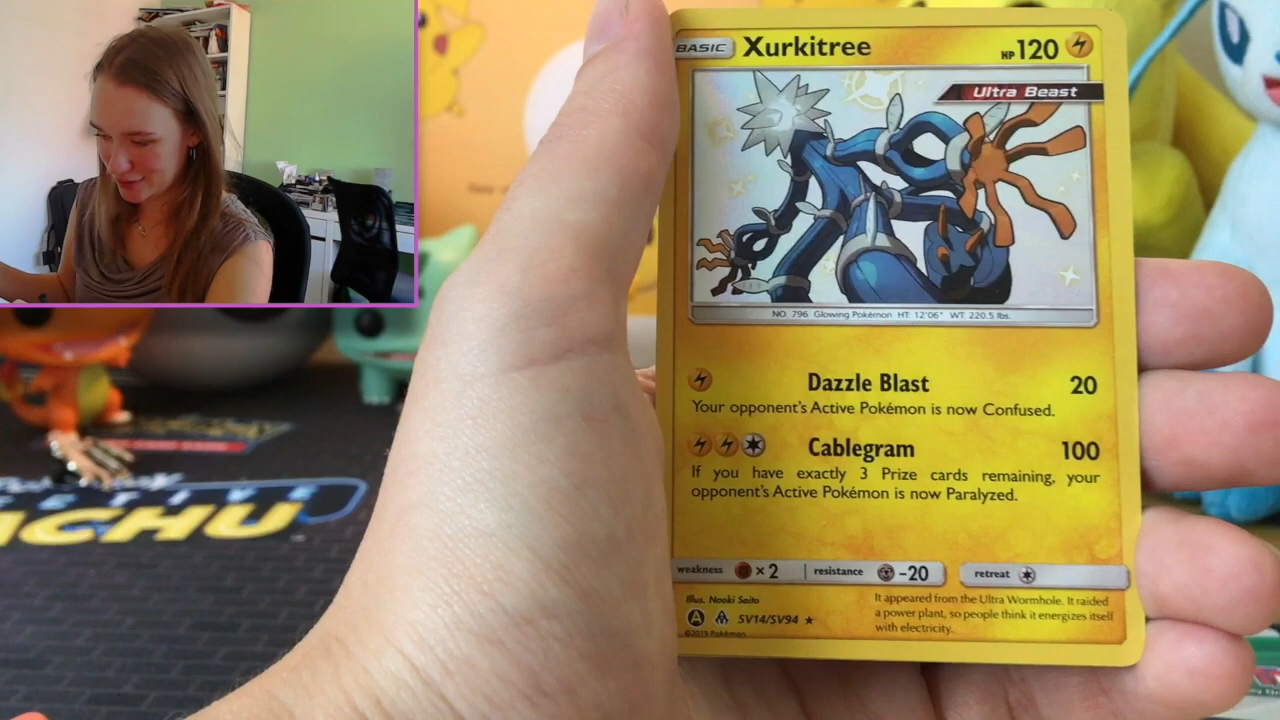 BASIC Xurkitree HP 120
Ultra Beast
NO. 796 Glowing Pokémon HT: 12'06" WT: 220.5 lbs.
Dazzle Blast 20
Your opponent's Active Pokémon is now Confused.
Cablegram 100
If you have exactly 3 Prize cards remaining, your
opponent's Active Pokémon is now Paralyzed.
weakness ×2 resistance -20 retreat
Illus. Naoki Saito
A SV14/SV94 ★
©2019 Pokémon
It appeared from the Ultra Wormhole. It raided
a power plant, so people think it energizes itself
with electricity.
ACHU